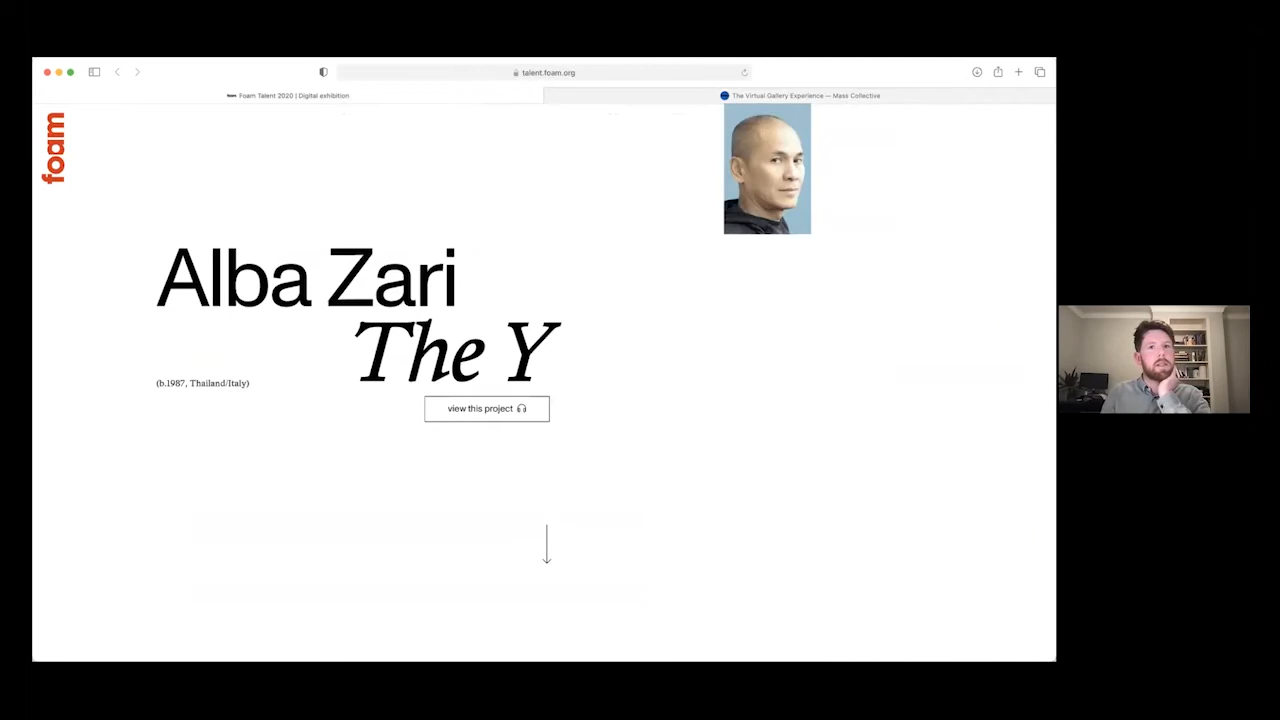 talent.foam.org
Foam Talent 2020 | Digital exhibition
The Virtual Gallery Experience — Mass Collective
foam
Alba Zari
The Y
(b.1987, Thailand/Italy)
view this project